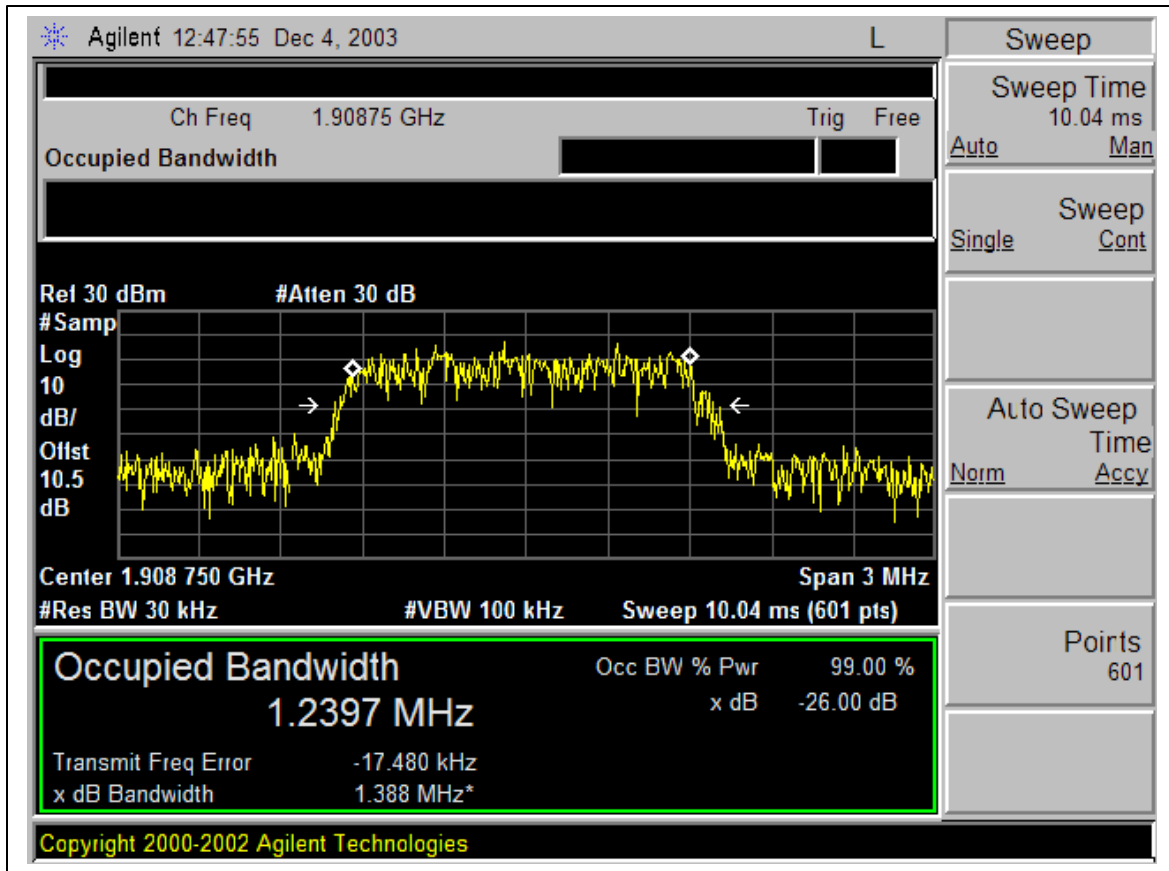 Agilent 12:47:55 Dec 4, 2003 L
Ch Freq 1.90875 GHz Trig Free
Occupied Bandwidth
Ref 30 dBm #Atten 30 dB
#Samp
Log
10
dB/
Offst
10.5
dB
Center 1.908 750 GHz Span 3 MHz
#Res BW 30 kHz #VBW 100 kHz Sweep 10.04 ms (601 pts)
Occupied Bandwidth Occ BW % Pwr 99.00 %
1.2397 MHz x dB -26.00 dB
Transmit Freq Error -17.480 kHz
x dB Bandwidth 1.388 MHz*
Copyright 2000-2002 Agilent Technologies
Sweep
Sweep Time
10.04 ms
Auto Man
Sweep
Single Cont
Auto Sweep
Time
Norm Accy
Points
601